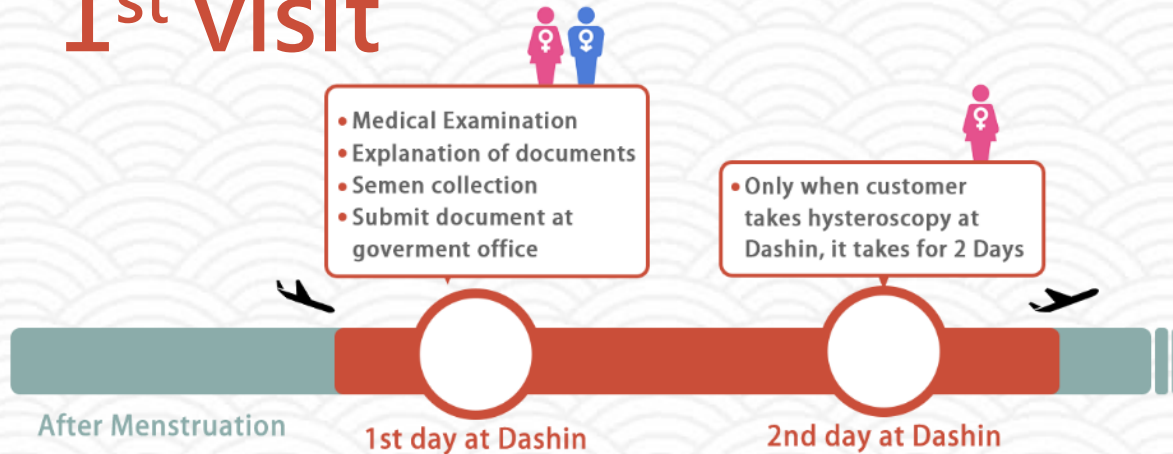 1st visit
• Medical Examination
• Explanation of documents
• Semen collection
• Submit document at
goverment office
• Only when customer
takes hysteroscopy at
Dashin, it takes for 2 Days
After Menstruation
1st day at Dashin
2nd day at Dashin